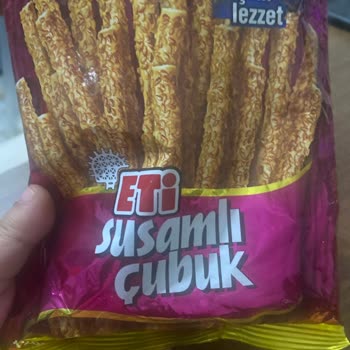 lezzet
ETİ
susamlı
çubuk